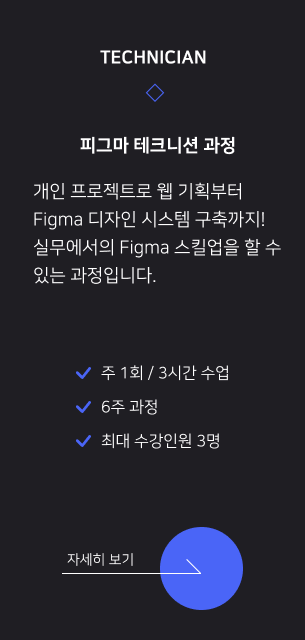 TECHNICIAN
피그마 테크니션 과정
개인 프로젝트로 웹 기획부터
Figma 디자인 시스템 구축까지!
실무에서의 Figma 스킬업을 할 수
있는 과정입니다.
주 1회 / 3시간 수업
6주 과정
최대 수강인원 3명
자세히 보기